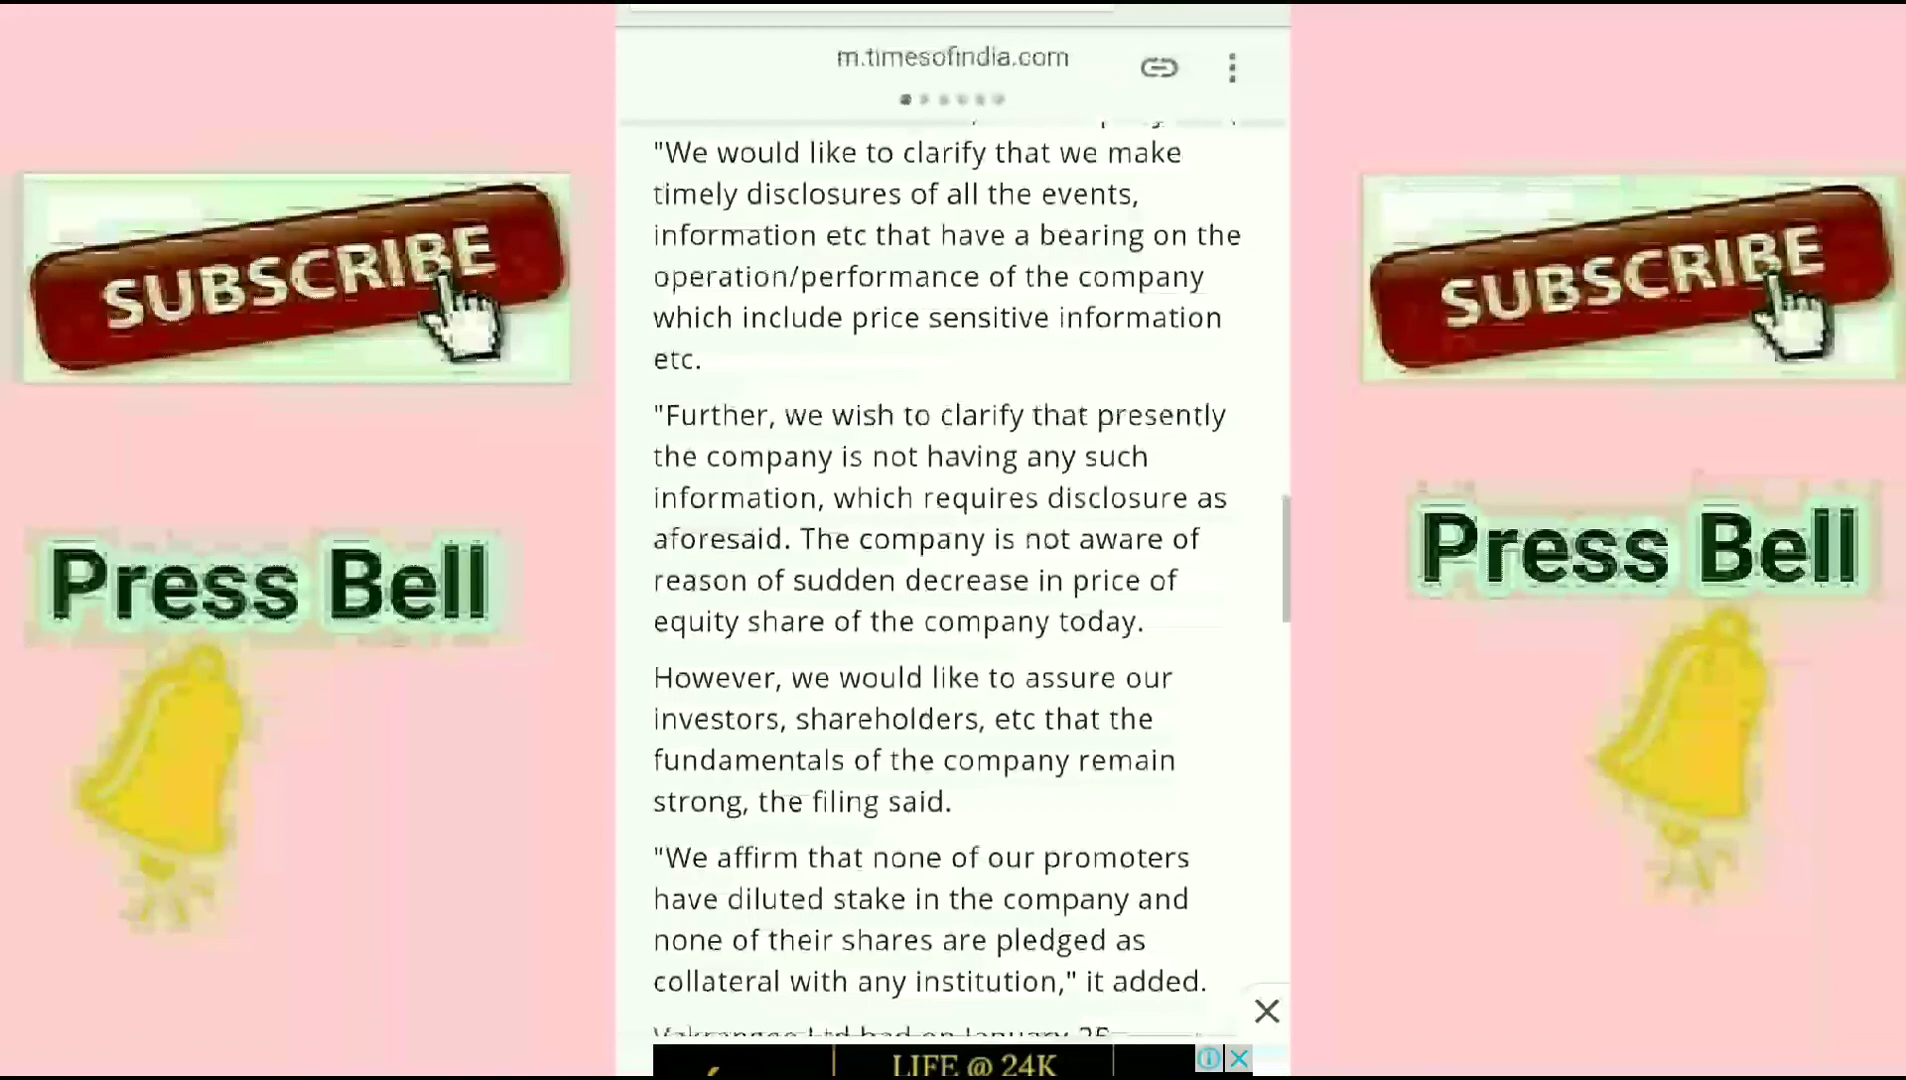 m.timesofindia.com
"We would like to clarify that we make
timely disclosures of all the events,
information etc that have a bearing on the
operation/performance of the company
which include price sensitive information
etc.
"Further, we wish to clarify that presently
the company is not having any such
information, which requires disclosure as
aforesaid. The company is not aware of
reason of sudden decrease in price of
equity share of the company today.
However, we would like to assure our
investors, shareholders, etc that the
fundamentals of the company remain
strong, the filing said.
"We affirm that none of our promoters
have diluted stake in the company and
none of their shares are pledged as
collateral with any institution," it added.
LIFE @ 24K
SUBSCRIBE
Press Bell
SUBSCRIBE
Press Bell